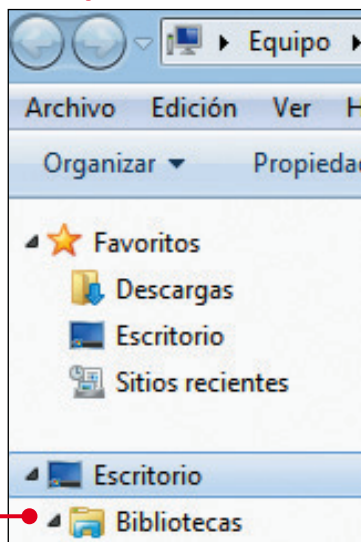 Equipo
Archivo Edición Ver
Organizar
Favoritos
Descargas
Escritorio
Sitios recientes
Escritorio
Bibliotecas